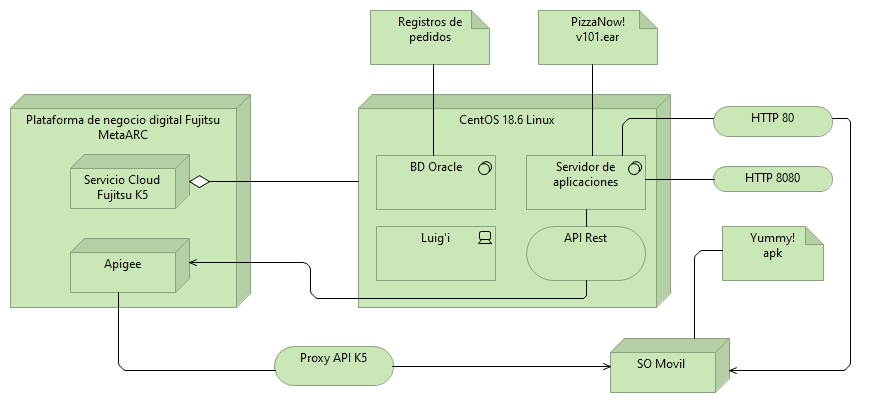 Registros de
pedidos
PizzaNow!
v101.ear
Plataforma de negocio digital Fujitsu
MetaARC
CentOS 18.6 Linux
HTTP 80
Servicio Cloud
Fujitsu K5
BD Oracle
Servidor de
aplicaciones
HTTP 8080
Apigee
Luig'i
API Rest
Yummy!
apk
Proxy API K5
SO Movil